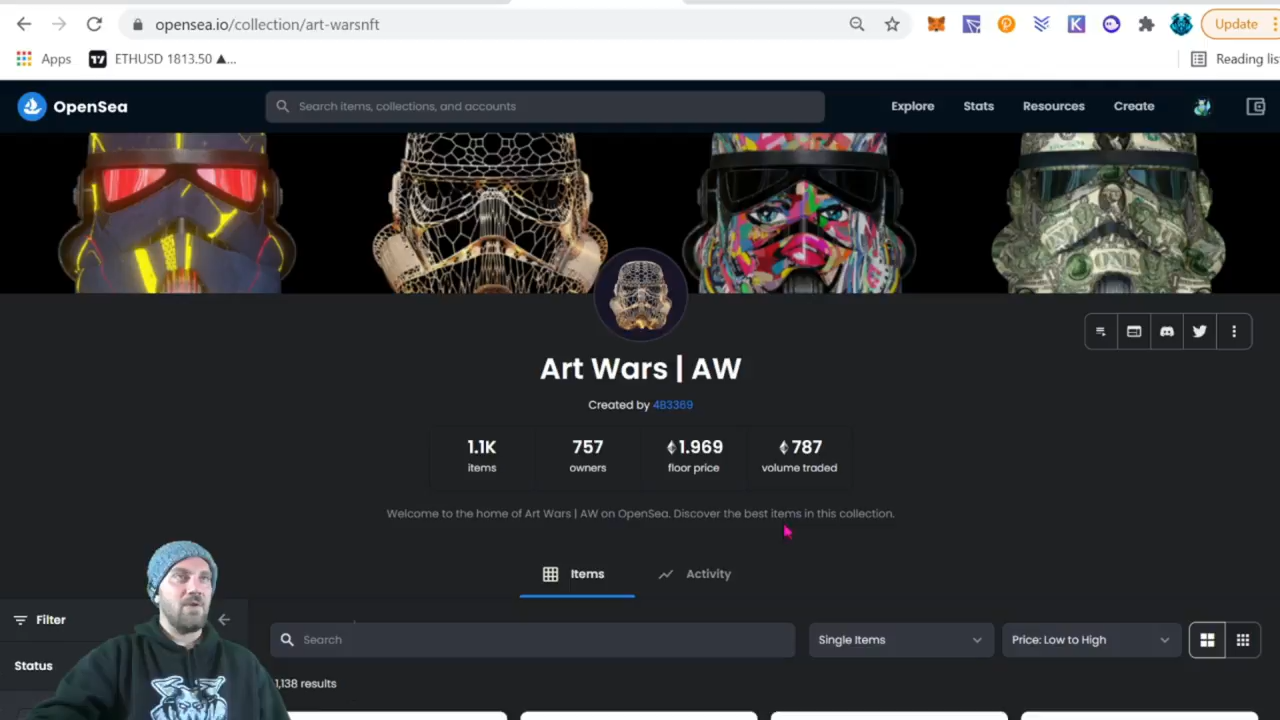 opensea.io/collection/art-warsnft
Update
Apps
ETHUSD 1813.50 ▲...
Reading lis
OpenSea
Search items, collections, and accounts
Explore
Stats
Resources
Create
ONE
Art Wars | AW
Created by 4B3369
1.1K
757
1.969
787
items
owners
floor price
volume traded
Welcome to the home of Art Wars | AW on OpenSea. Discover the best items in this collection.
Items
Activity
Filter
Search
Single Items
Price: Low to High
Status
1,138 results